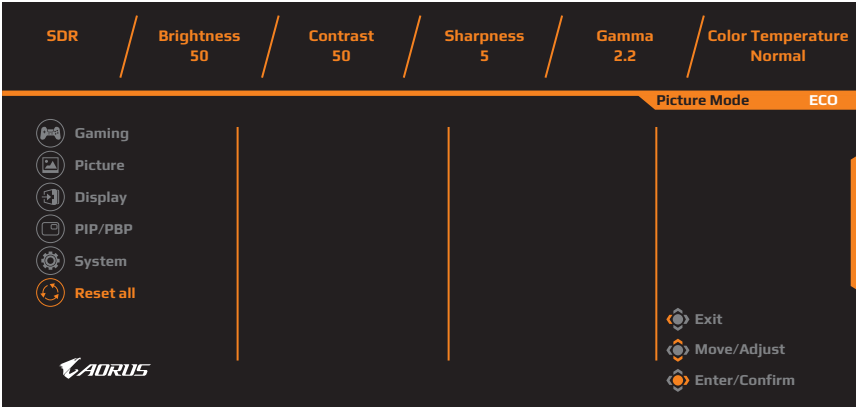 SDR
Brightness
50
Contrast
50
Sharpness
5
Gamma
2.2
Color Temperature
Normal
Picture Mode ECO
Gaming
Picture
Display
PIP/PBP
System
Reset all
AORUS
Exit
Move/Adjust
Enter/Confirm